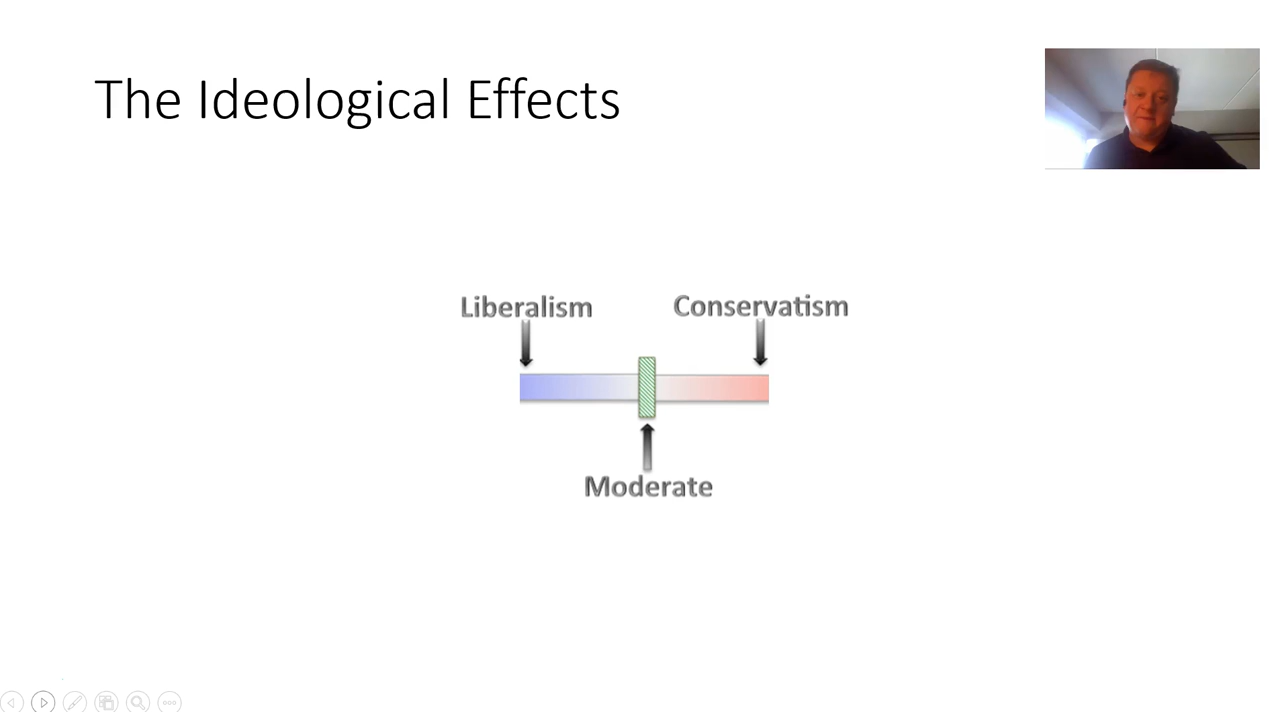 The Ideological Effects
Liberalism
Conservatism
Moderate